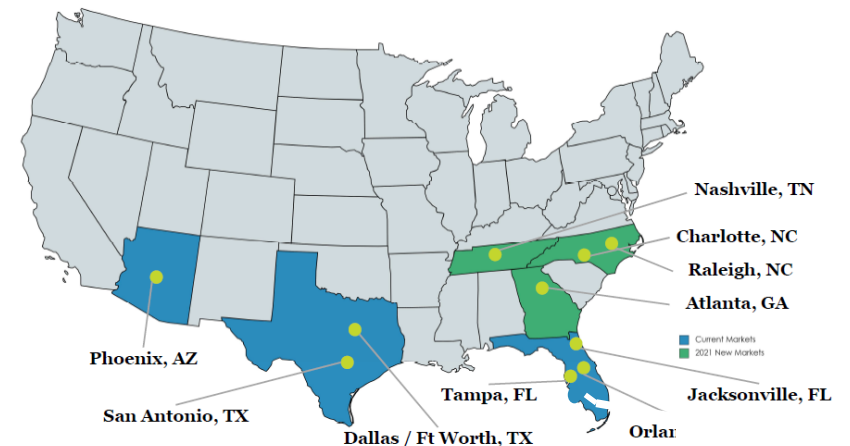 Nashville, TN
Charlotte, NC
Raleigh, NC
Atlanta, GA
Current Markets
2021 New Markets
Phoenix, AZ
Tampa, FL
Jacksonville, FL
San Antonio, TX
Dallas / Ft Worth, TX